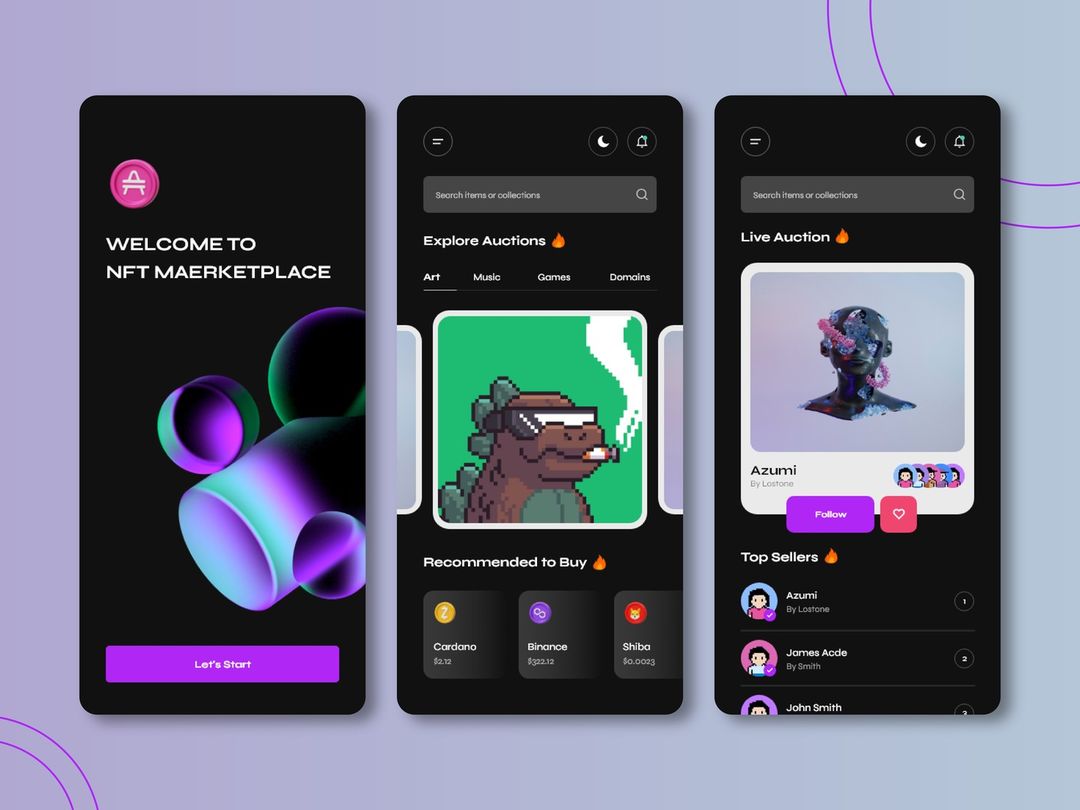 WELCOME TO
NFT MAERKETPLACE
Let's Start
Search items or collections
Explore Auctions
Art Music Games Domains
Recommended to Buy
Cardano
$2.12
Binance
$322.12
Shiba
$0.0023
Search items or collections
Live Auction
Azumi
By Lostone
Follow
Top Sellers
Azumi
By Lostone
1
James Acde
By Smith
2
John Smith
3